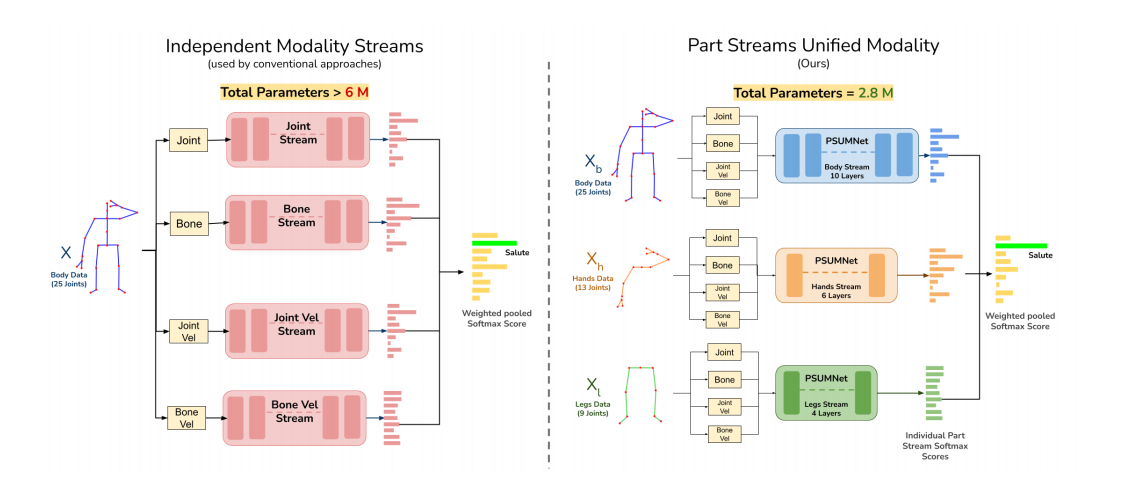 Independent Modality Streams
(used by conventional approaches)
Total Parameters > 6 M
Joint
Joint
Stream
Bone
Bone
Stream
X
Body Data
(25 Joints)
Salute
Weighted pooled
Softmax Score
Joint
Vel
Joint Vel
Stream
Bone
Vel
Bone Vel
Stream
Part Streams Unified Modality
(Ours)
Total Parameters = 2.8 M
Xb
Body Data
(25 Joints)
Joint
Bone
Joint
Vel
Bone
Vel
PSUMNet
Body Stream
10 Layers
Xh
Hands Data
(13 Joints)
Joint
Bone
Joint
Vel
Bone
Vel
PSUMNet
Hands Stream
6 Layers
Salute
Weighted pooled
Softmax Score
Xl
Legs Data
(9 Joints)
Joint
Bone
Joint
Vel
Bone
Vel
PSUMNet
Legs Stream
4 Layers
Individual Part
Stream Softmax
Scores